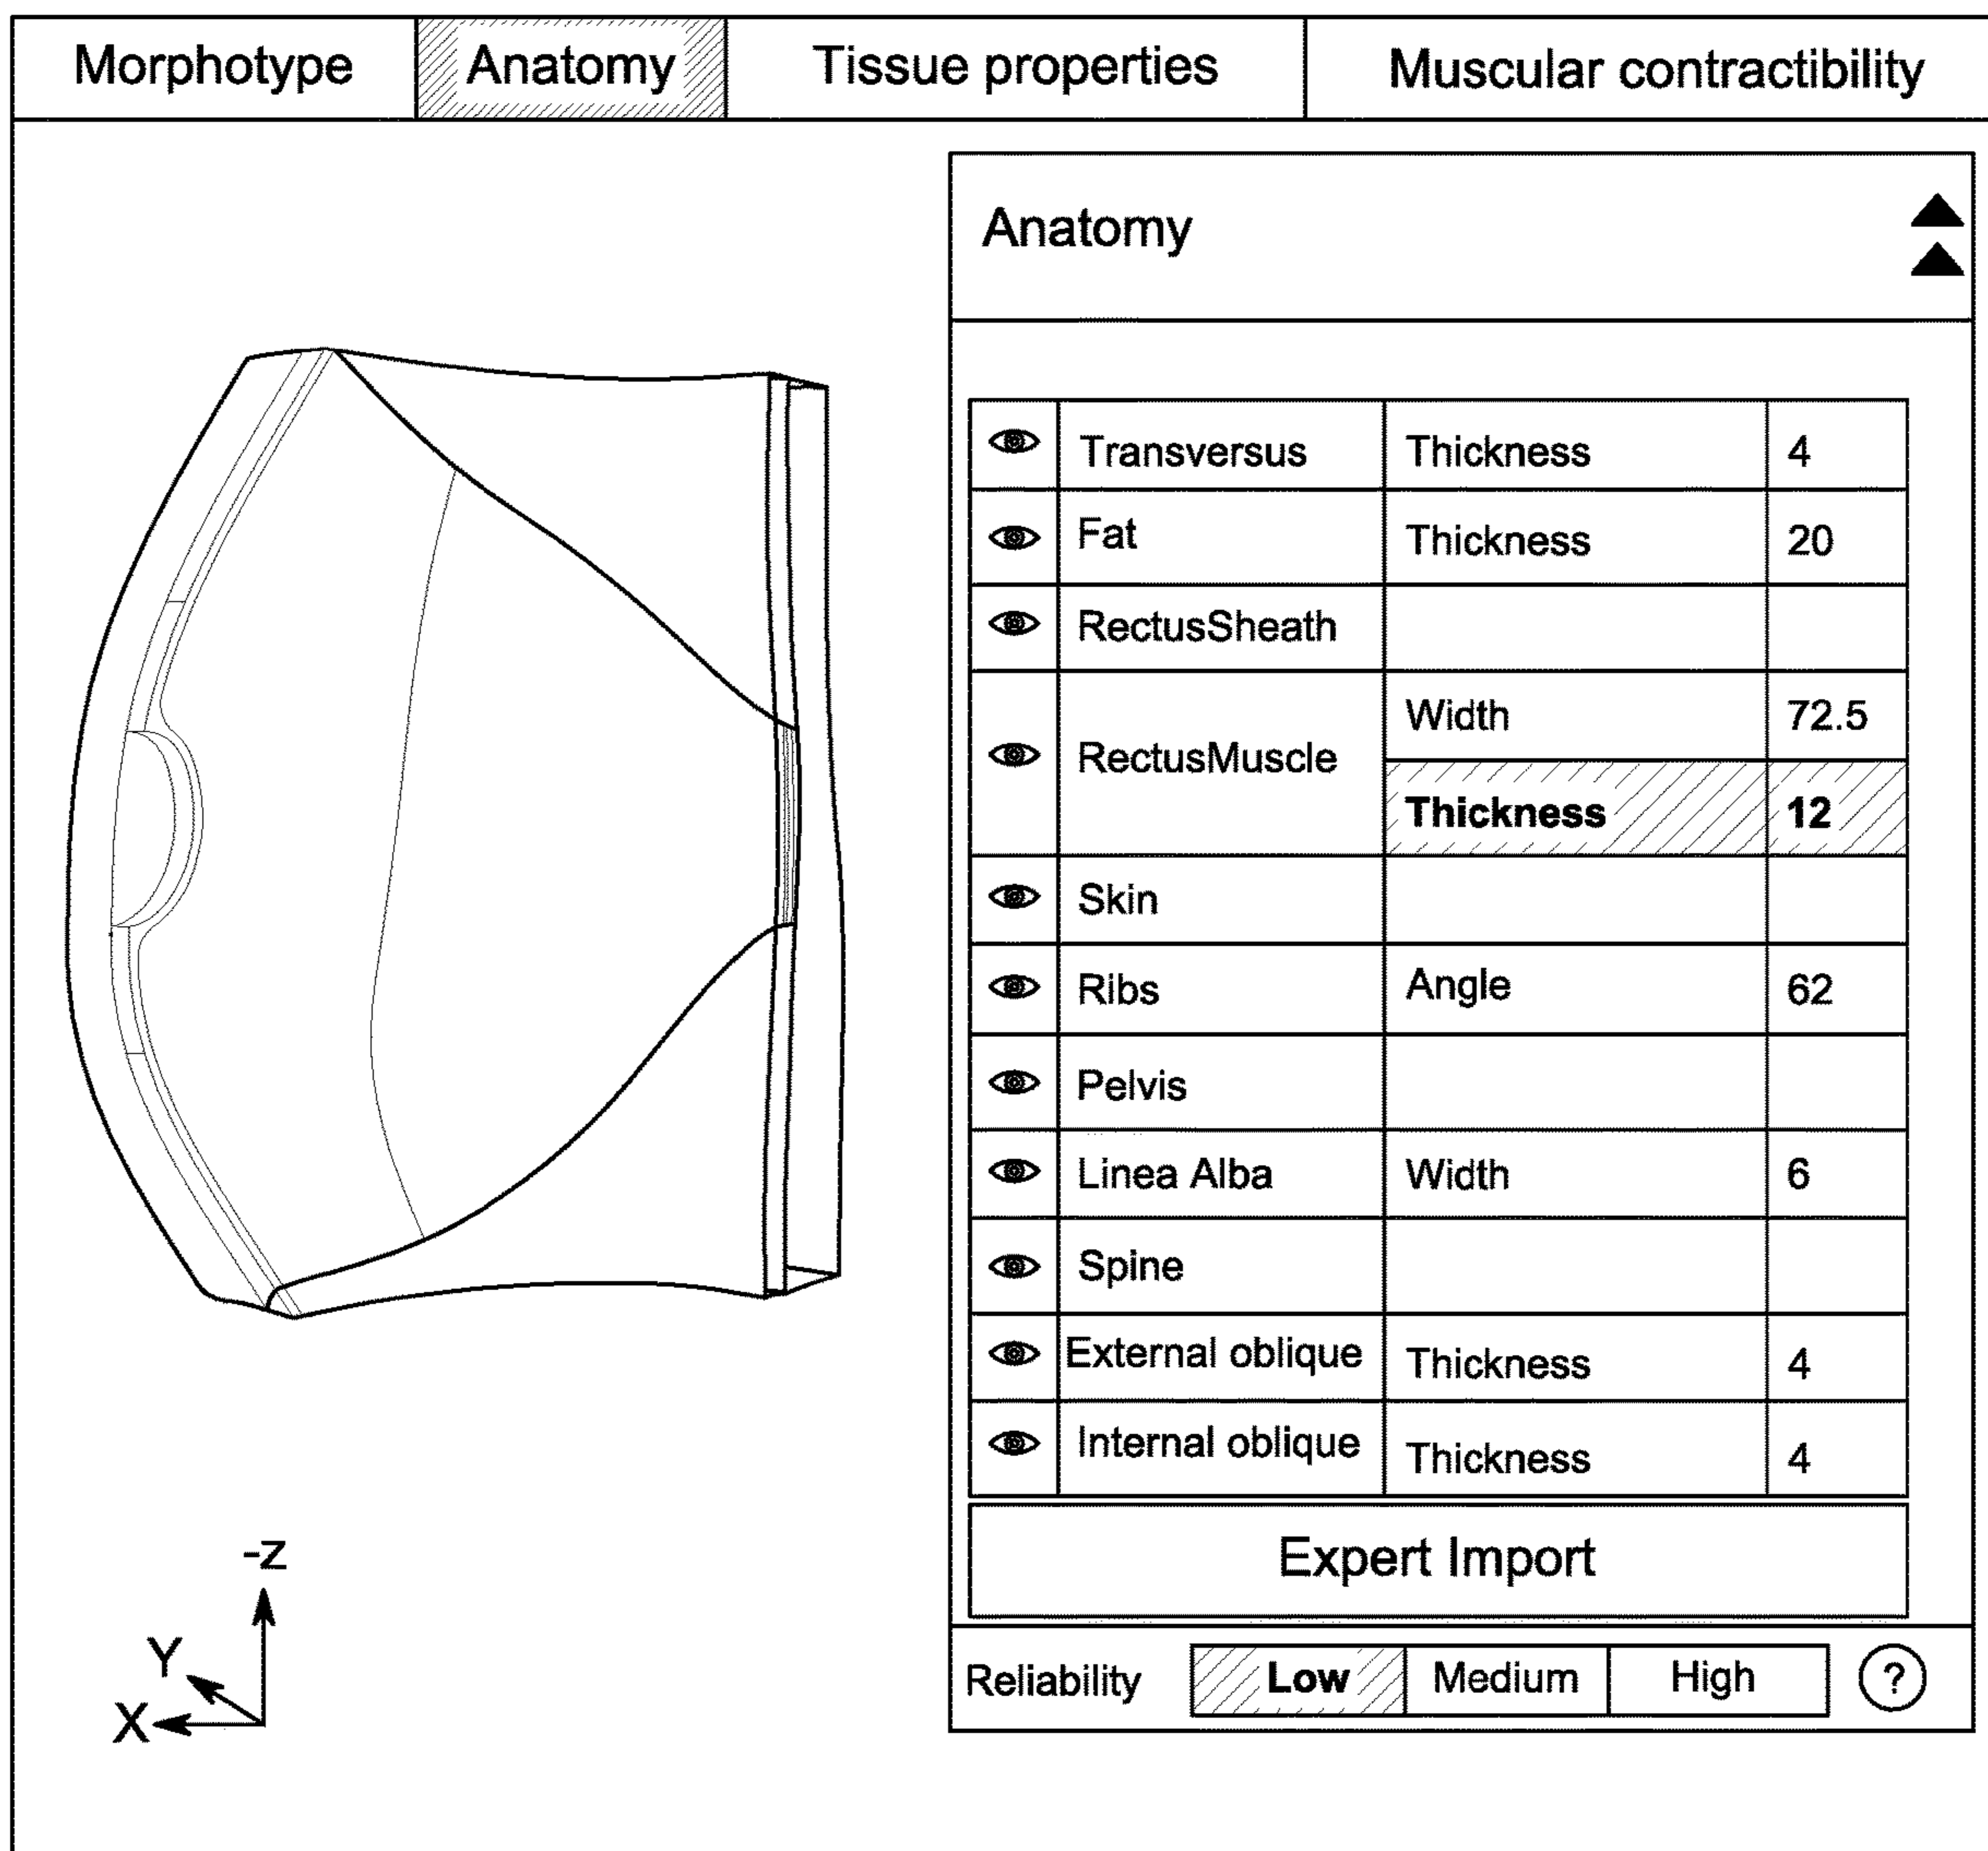 Morphotype Anatomy Tissue properties Muscular contractibility
Anatomy
Transversus Thickness 4
Fat Thickness 20
RectusSheath
RectusMuscle Width 72.5
Thickness 12
Skin
Ribs Angle 62
Pelvis
Linea Alba Width 6
Spine
External oblique Thickness 4
Internal oblique Thickness 4
Expert Import
Reliability Low Medium High ?
-Z
Y
X